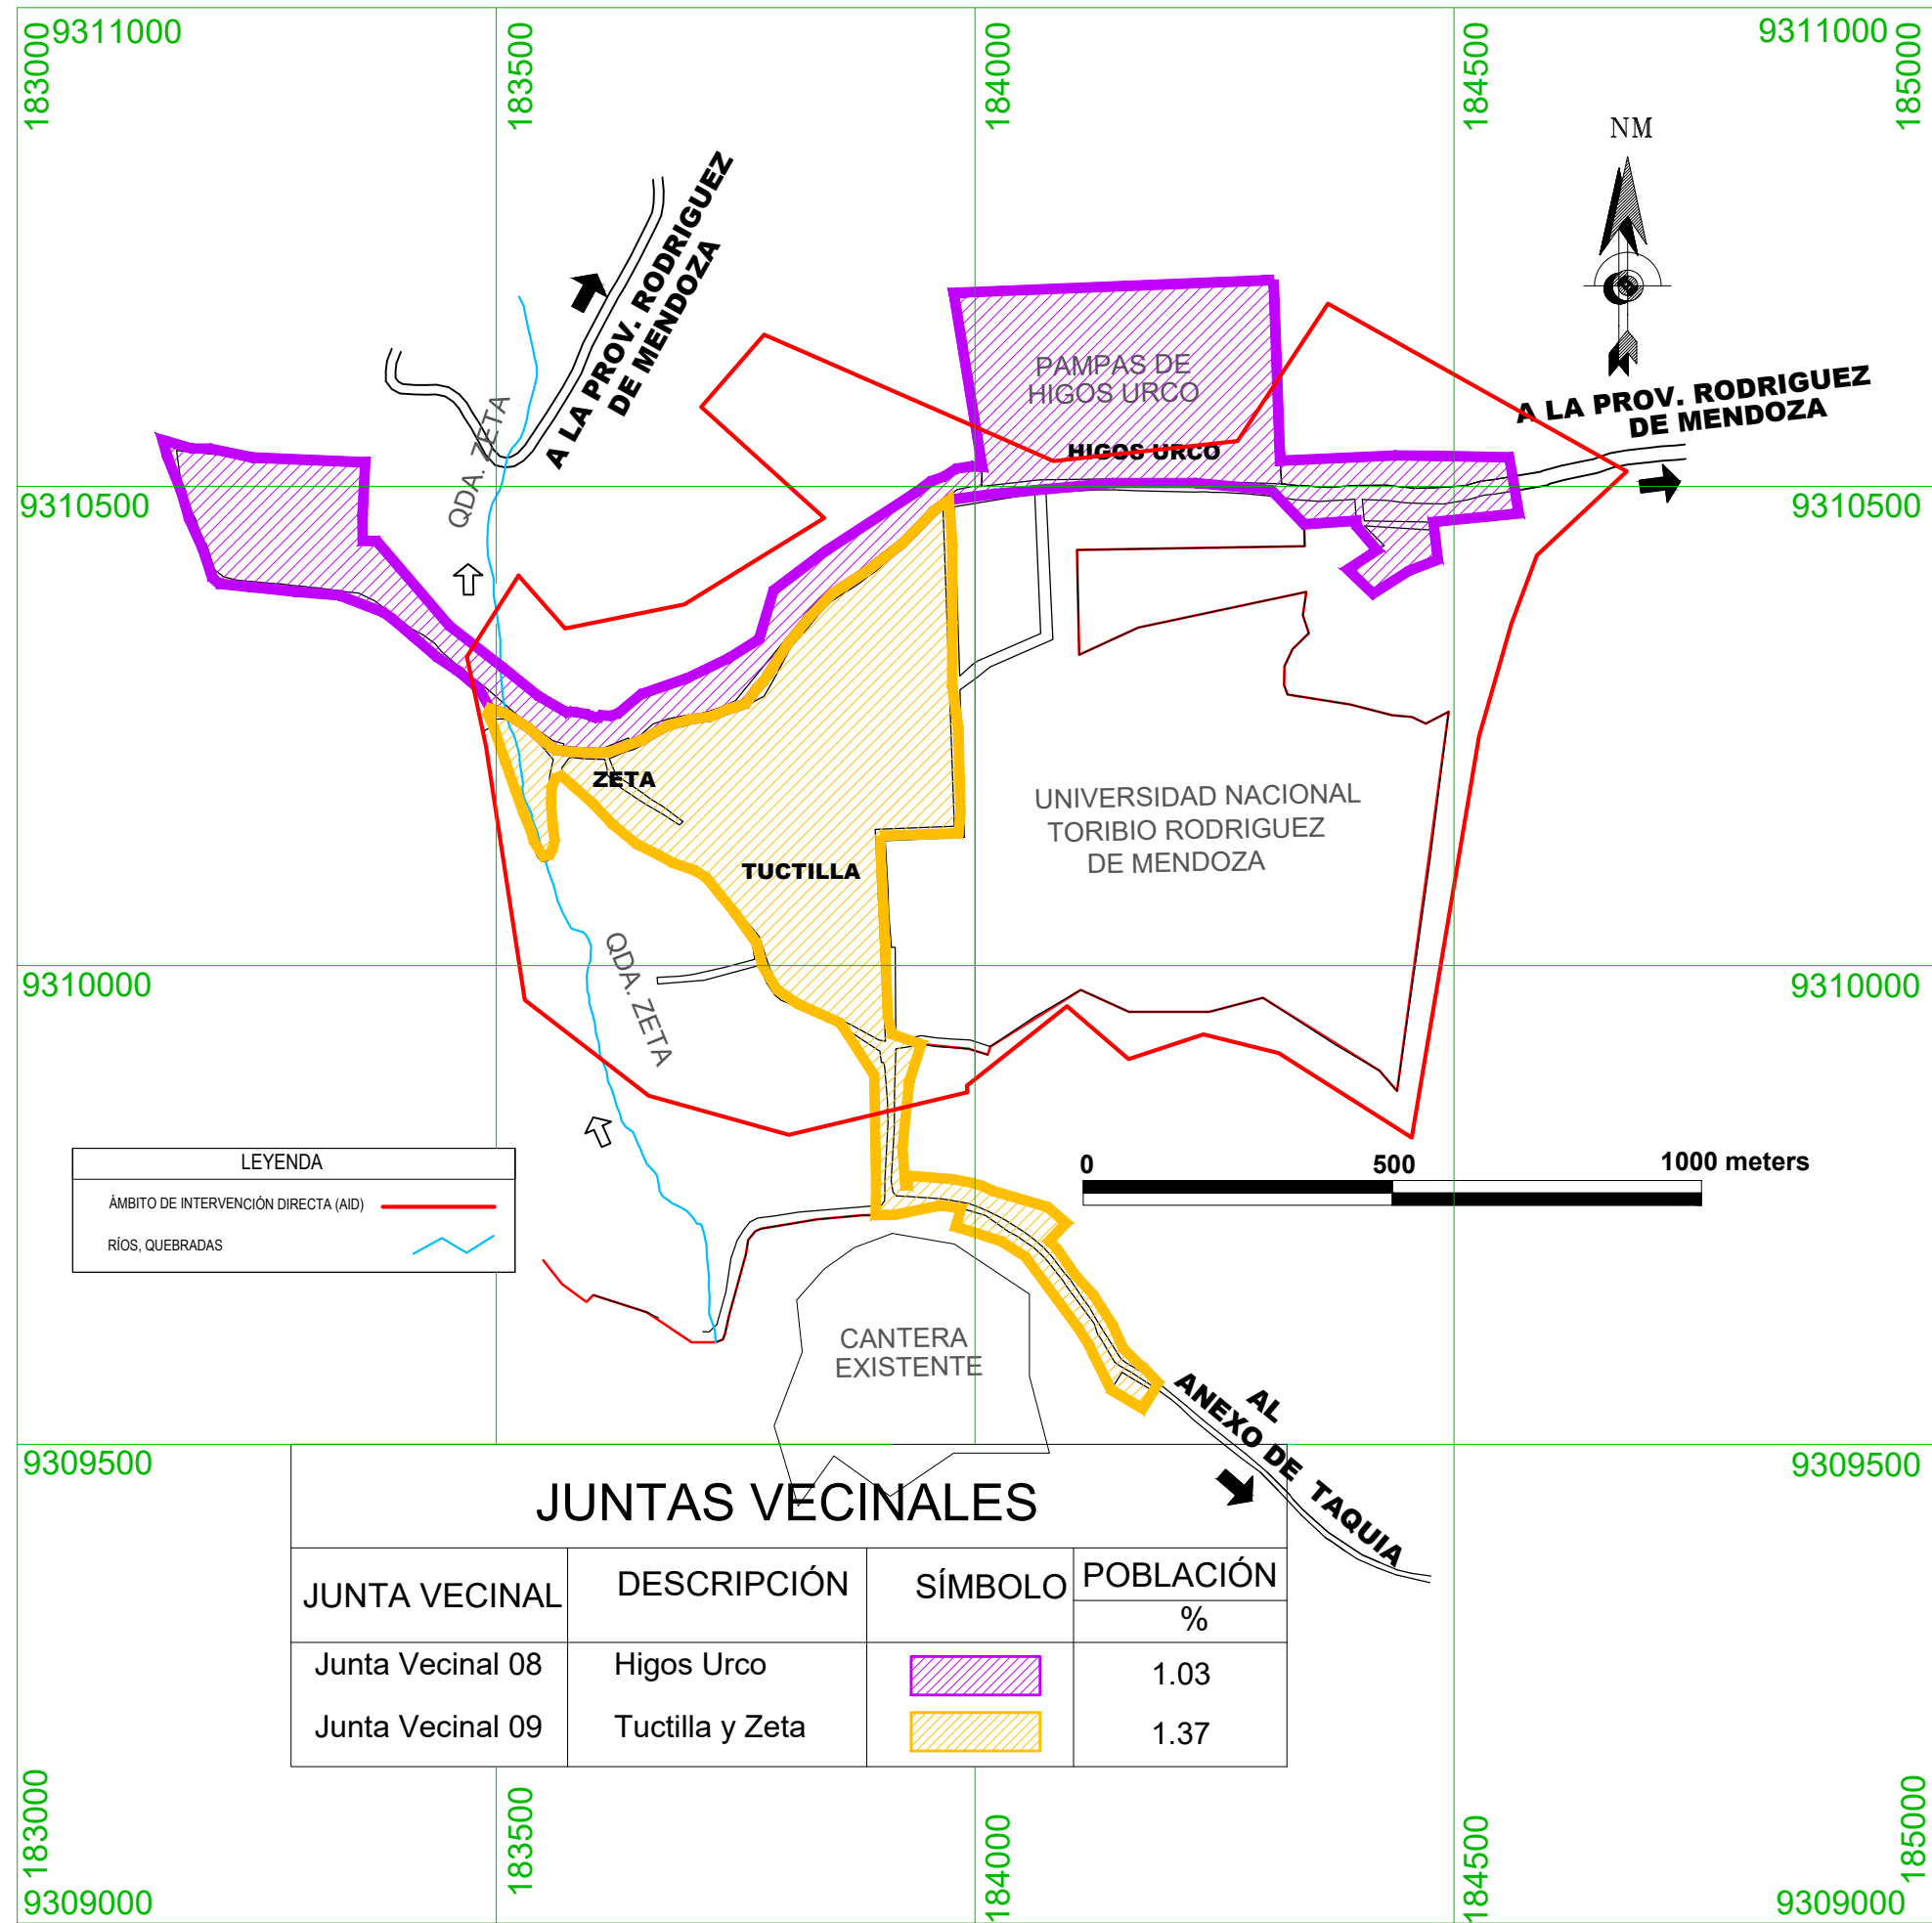 9311000
9311000
183000
183500
184000
184500
185000
NM
A LA PROV. RODRIGUEZ
DE MENDOZA
PAMPAS DE
HIGOS URCO
A LA PROV. RODRIGUEZ
DE MENDOZA
HIGOS URCO
QDA. ZETA
9310500
9310500
ZETA
UNIVERSIDAD NACIONAL
TORIBIO RODRIGUEZ
DE MENDOZA
TUCTILLA
QDA. ZETA
9310000
9310000
LEYENDA
ÁMBITO DE INTERVENCIÓN DIRECTA (AID)
RÍOS, QUEBRADAS
0 500 1000 meters
CANTERA
EXISTENTE
AL
ANEXO DE TAQUIA
9309500
9309500
JUNTAS VECINALES
JUNTA VECINAL DESCRIPCIÓN SÍMBOLO POBLACIÓN
%
Junta Vecinal 08 Higos Urco 1.03
Junta Vecinal 09 Tuctilla y Zeta 1.37
183000
183500
184000
184500
185000
9309000
9309000